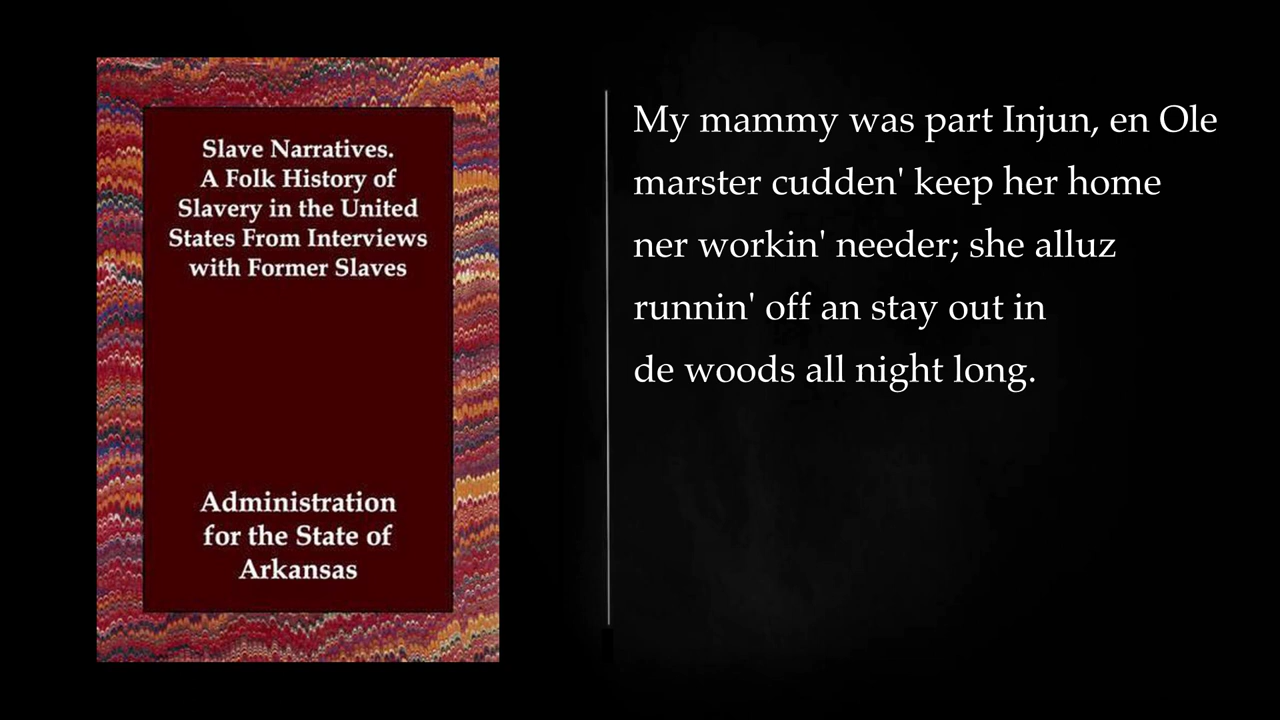 Slave Narratives.
A Folk History of
Slavery in the United
States From Interviews
with Former Slaves
Administration
for the State of
Arkansas
My mammy was part Injun, en Ole
marster cudden' keep her home
ner workin' needer; she alluz
runnin' off an stay out in
de woods all night long.